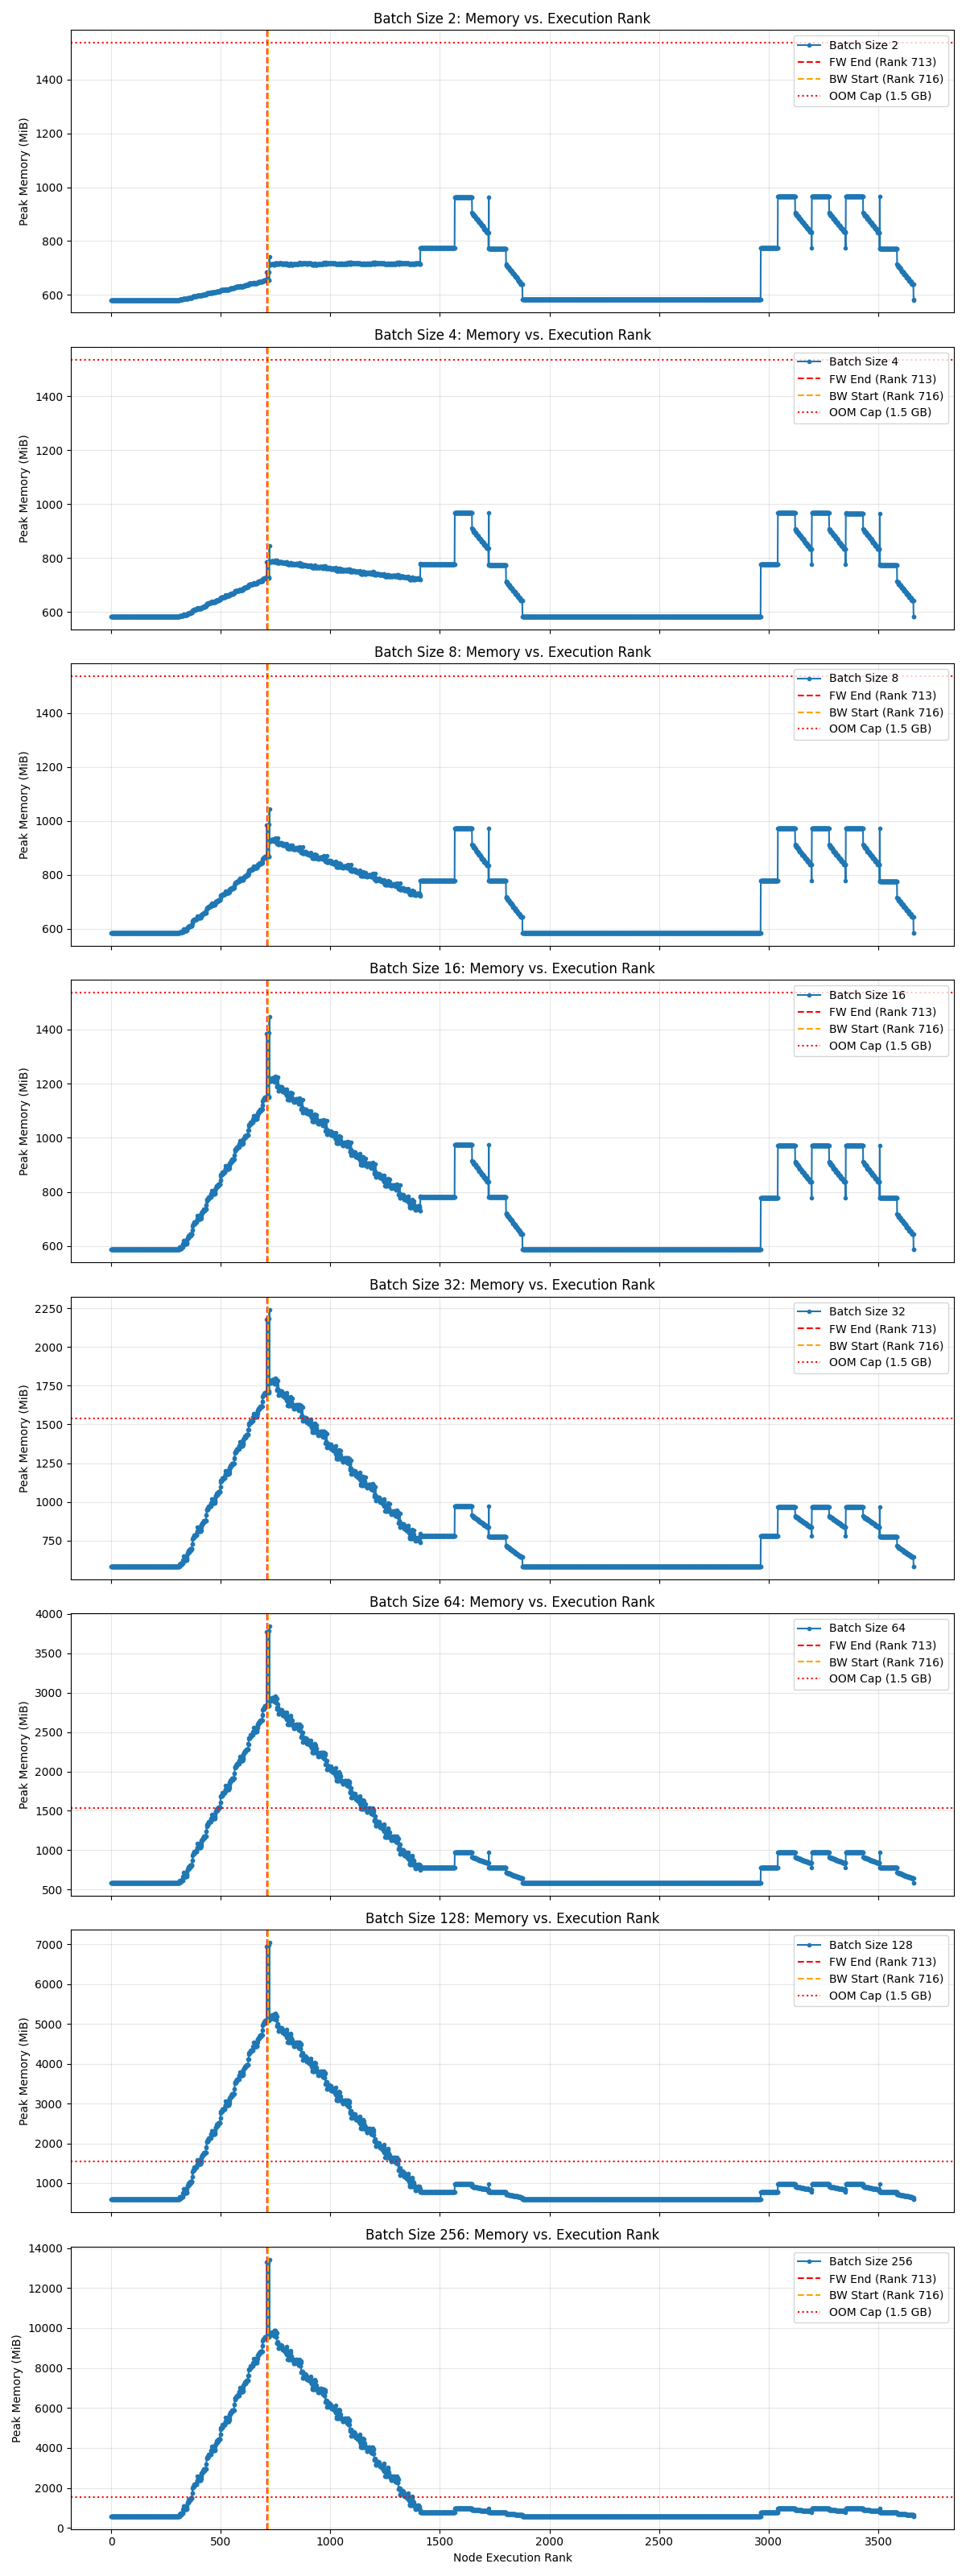 Batch Size 2: Memory vs. Execution Rank
Peak Memory (MiB)
1400
1200
1000
800
600
Batch Size 2
FW End (Rank 713)
BW Start (Rank 716)
OOM Cap (1.5 GB)
Batch Size 4: Memory vs. Execution Rank
Peak Memory (MiB)
1400
1200
1000
800
600
Batch Size 4
FW End (Rank 713)
BW Start (Rank 716)
OOM Cap (1.5 GB)
Batch Size 8: Memory vs. Execution Rank
Peak Memory (MiB)
1400
1200
1000
800
600
Batch Size 8
FW End (Rank 713)
BW Start (Rank 716)
OOM Cap (1.5 GB)
Batch Size 16: Memory vs. Execution Rank
Peak Memory (MiB)
1400
1200
1000
800
600
Batch Size 16
FW End (Rank 713)
BW Start (Rank 716)
OOM Cap (1.5 GB)
Batch Size 32: Memory vs. Execution Rank
Peak Memory (MiB)
2250
2000
1750
1500
1250
1000
750
Batch Size 32
FW End (Rank 713)
BW Start (Rank 716)
OOM Cap (1.5 GB)
Batch Size 64: Memory vs. Execution Rank
Peak Memory (MiB)
4000
3500
3000
2500
2000
1500
1000
500
Batch Size 64
FW End (Rank 713)
BW Start (Rank 716)
OOM Cap (1.5 GB)
Batch Size 128: Memory vs. Execution Rank
Peak Memory (MiB)
7000
6000
5000
4000
3000
2000
1000
Batch Size 128
FW End (Rank 713)
BW Start (Rank 716)
OOM Cap (1.5 GB)
Batch Size 256: Memory vs. Execution Rank
Peak Memory (MiB)
14000
12000
10000
8000
6000
4000
2000
0
Batch Size 256
FW End (Rank 713)
BW Start (Rank 716)
OOM Cap (1.5 GB)
0 500 1000 1500 2000 2500 3000 3500
Node Execution Rank